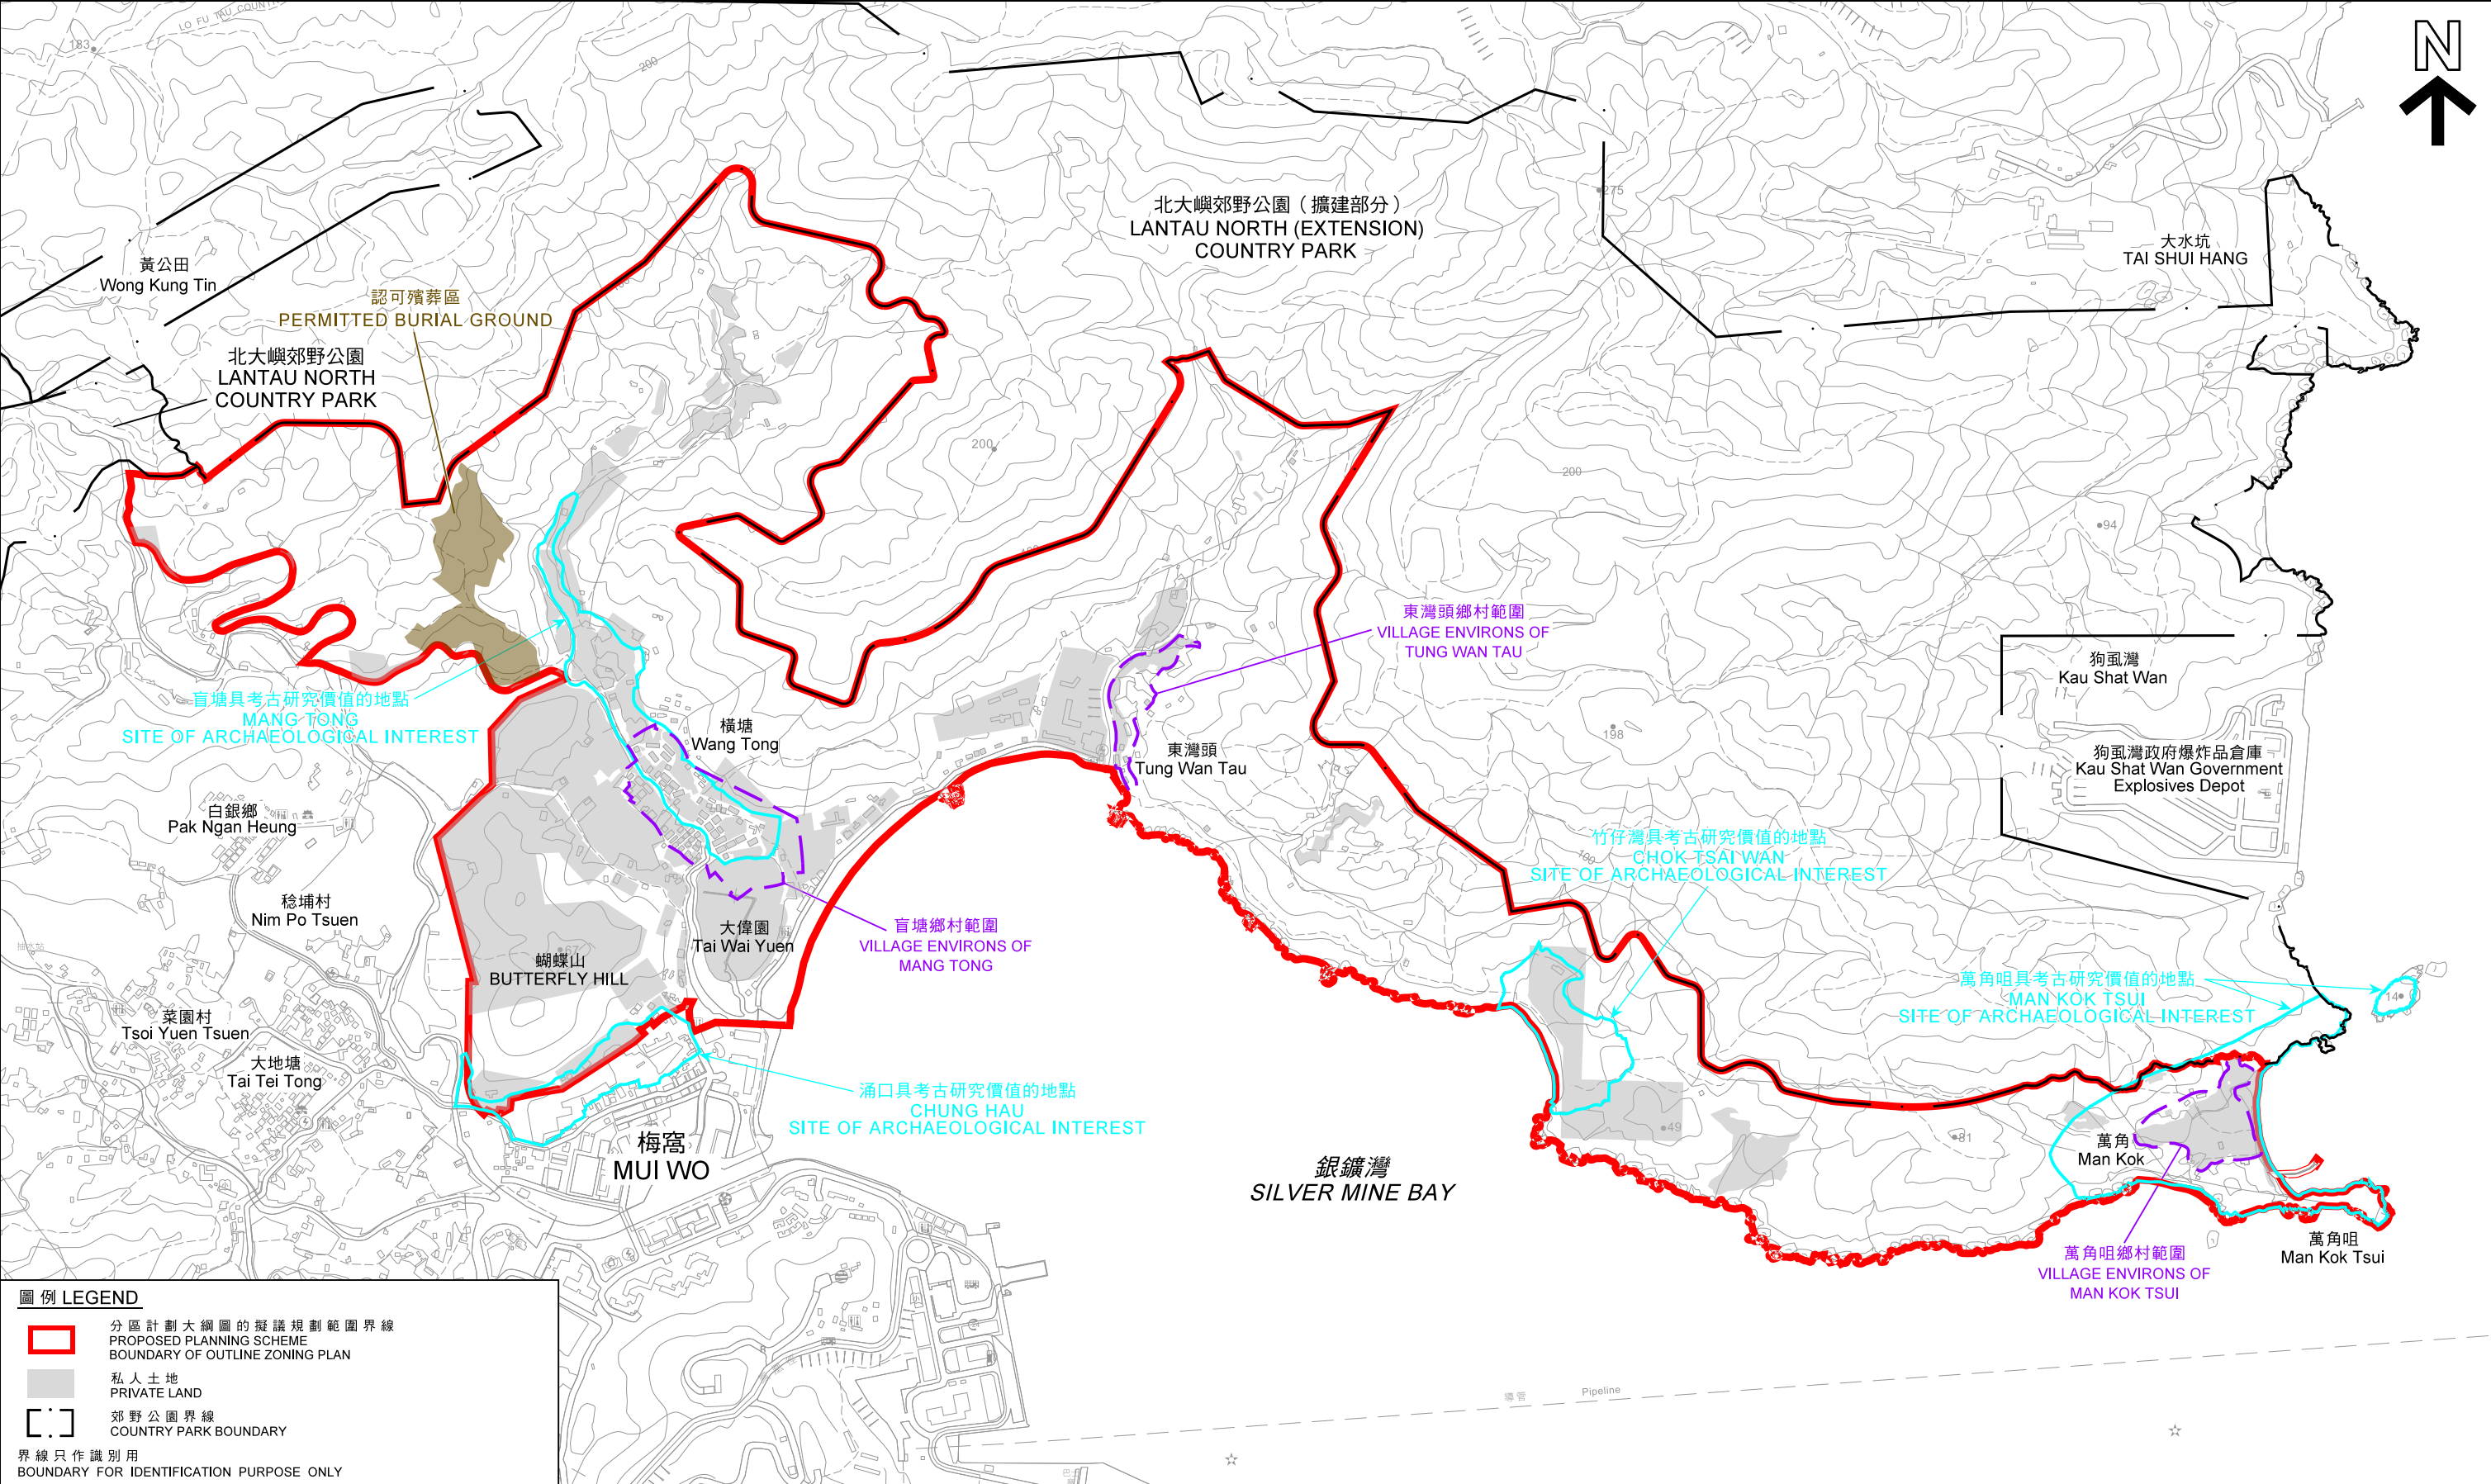 N
LO FU TAU COUNT
183
200
275
北大嶼郊野公園（擴建部分）
LANTAU NORTH (EXTENSION)
COUNTRY PARK
大水坑
TAI SHUI HANG
黃公田
Wong Kung Tin
認可殯葬區
PERMITTED BURIAL GROUND
北大嶼郊野公園
LANTAU NORTH
COUNTRY PARK
200
200
94
東灣頭鄉村範圍
VILLAGE ENVIRONS OF
TUNG WAN TAU
狗虱灣
Kau Shat Wan
盲塘具考古研究價值的地點
MANG TONG
SITE OF ARCHAEOLOGICAL INTEREST
橫塘
Wang Tong
198
東灣頭
Tung Wan Tau
狗虱灣政府爆炸品倉庫
Kau Shat Wan Government
Explosives Depot
白銀鄉
Pak Ngan Heung
竹仔灣具考古研究價值的地點
CHOK TSAI WAN
SITE OF ARCHAEOLOGICAL INTEREST
100
稔埔村
Nim Po Tsuen
大偉園
Tai Wai Yuen
盲塘鄉村範圍
VILLAGE ENVIRONS OF
MANG TONG
抽水站
67
蝴蝶山
BUTTERFLY HILL
萬角咀具考古研究價值的地點
MAN KOK TSUI
SITE OF ARCHAEOLOGICAL INTEREST
14
菜園村
Tsoi Yuen Tsuen
大地塘
Tai Tei Tong
涌口具考古研究價值的地點
CHUNG HAU
SITE OF ARCHAEOLOGICAL INTEREST
49
81
萬角
Man Kok
梅窩
MUI WO
銀鑛灣
SILVER MINE BAY
萬角咀
Man Kok Tsui
萬角咀鄉村範圍
VILLAGE ENVIRONS OF
MAN KOK TSUI
導管
Pipeline
圖例 LEGEND
分區計劃大綱圖的擬議規劃範圍界線
PROPOSED PLANNING SCHEME
BOUNDARY OF OUTLINE ZONING PLAN
私人土地
PRIVATE LAND
郊野公園界線
COUNTRY PARK BOUNDARY
界線只作識別用
BOUNDARY FOR IDENTIFICATION PURPOSE ONLY